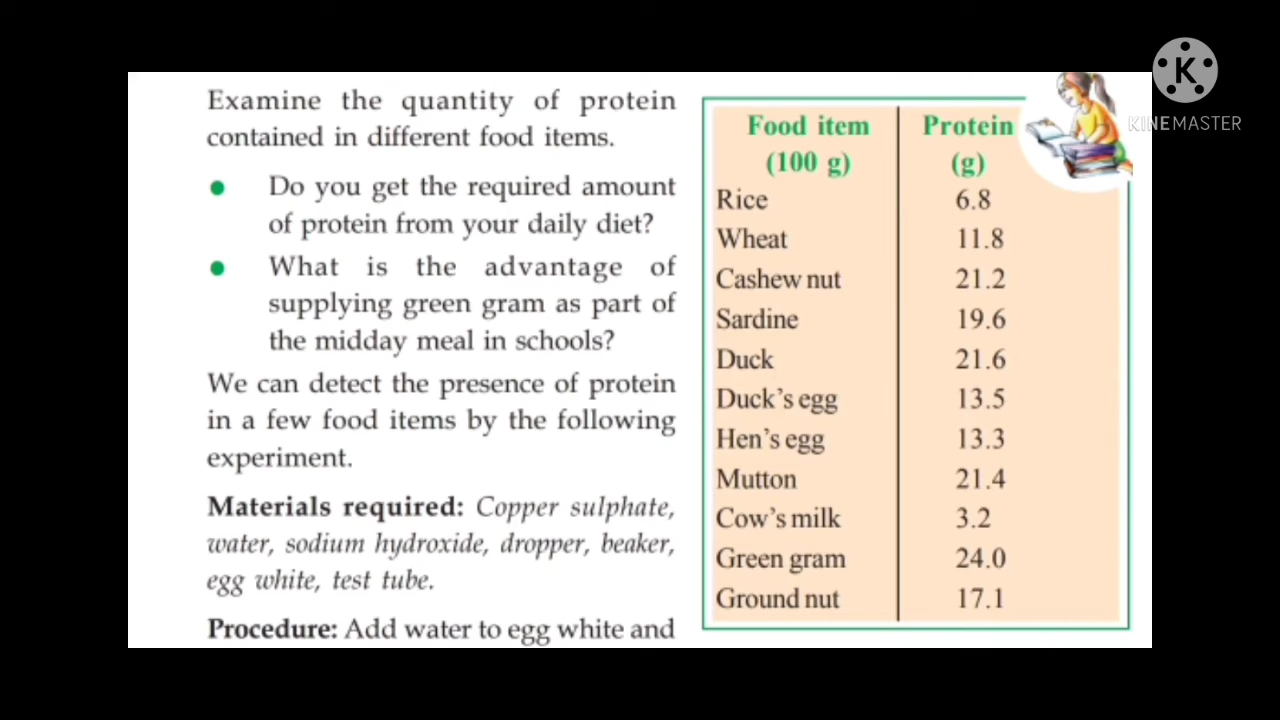 Examine the quantity of protein
contained in different food items.
● Do you get the required amount
of protein from your daily diet?
● What is the advantage of
supplying green gram as part of
the midday meal in schools?
We can detect the presence of protein
in a few food items by the following
experiment.
Materials required: Copper sulphate,
water, sodium hydroxide, dropper, beaker,
egg white, test tube.
Procedure: Add water to egg white and
Food item Protein
(100 g) (g)
Rice 6.8
Wheat 11.8
Cashew nut 21.2
Sardine 19.6
Duck 21.6
Duck's egg 13.5
Hen's egg 13.3
Mutton 21.4
Cow's milk 3.2
Green gram 24.0
Ground nut 17.1
K
KINEMASTER